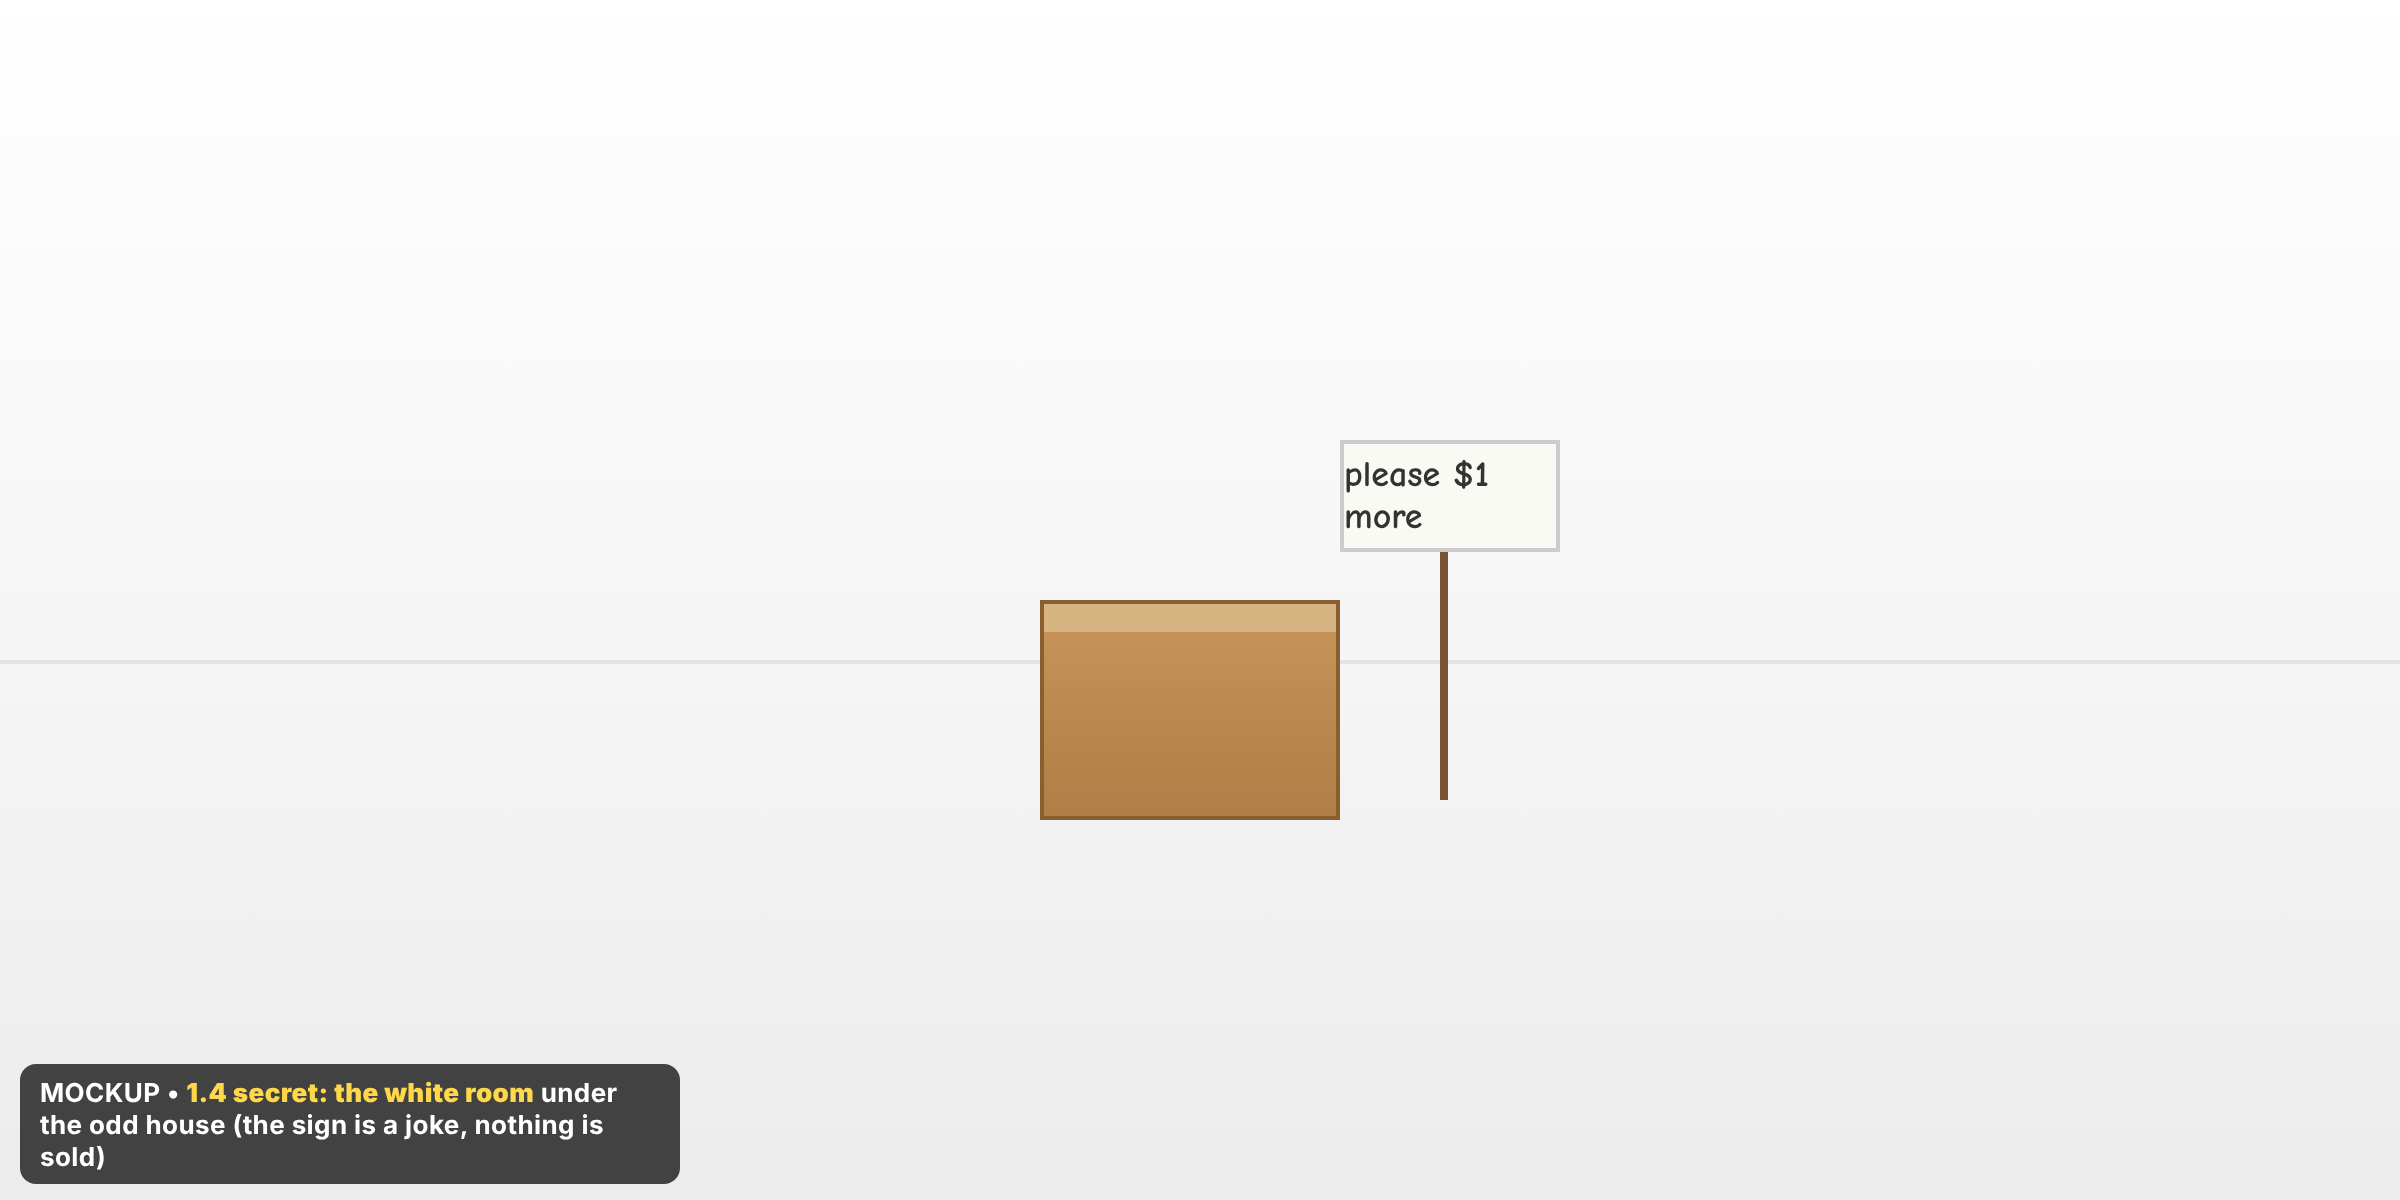 please $1
more
MOCKUP • 1.4 secret: the white room under
the odd house (the sign is a joke, nothing is
sold)